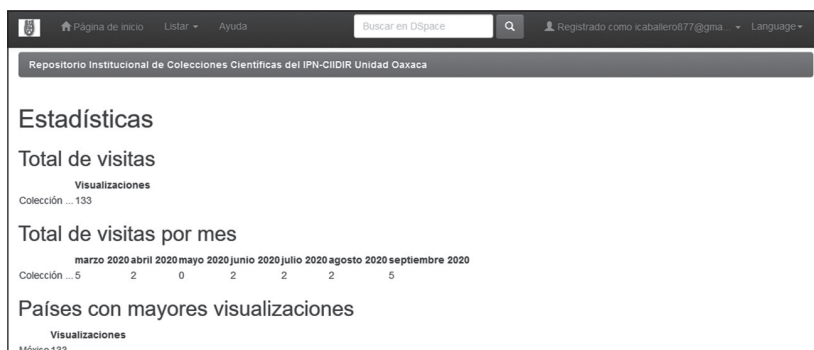 Página de inicio Listar Ayuda Buscar en DSpace Registrado como icaballero877@gma... Language
Repositorio Institucional de Colecciones Científicas del IPN-CIIDIR Unidad Oaxaca
Estadísticas
Total de visitas
Visualizaciones
Colección ... 133
Total de visitas por mes
marzo 2020 abril 2020 mayo 2020 junio 2020 julio 2020 agosto 2020 septiembre 2020
Colección ... 5 2 0 2 2 2 5
Países con mayores visualizaciones
Visualizaciones
México 133